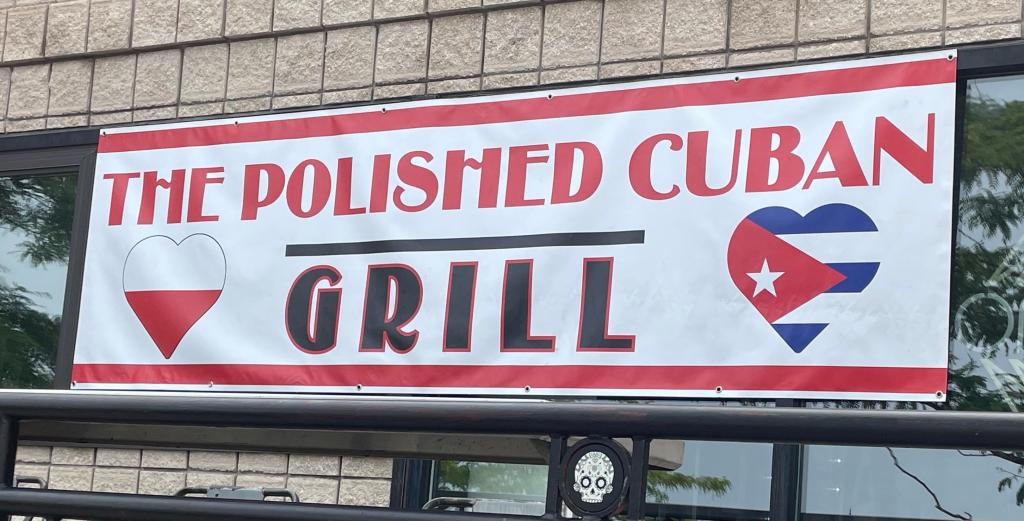 THE POLISHED CUBAN
GRILL